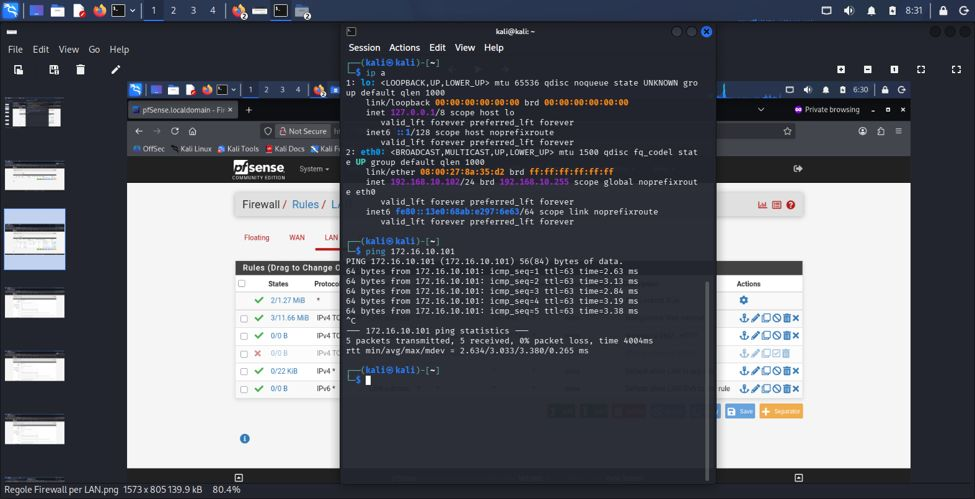 1 2 3 4 8:31
File Edit View Go Help
kali@kali: ~
Session Actions Edit View Help
┌──(kali㉿kali)-[~]
└─$ ip a
1: lo: <LOOPBACK,UP,LOWER_UP> mtu 65536 qdisc noqueue state UNKNOWN gro
up default qlen 1000
link/loopback 00:00:00:00:00:00 brd 00:00:00:00:00:00
inet 127.0.0.1/8 scope host lo
valid_lft forever preferred_lft forever
inet6 ::1/128 scope host noprefixroute
valid_lft forever preferred_lft forever
2: eth0: <BROADCAST,MULTICAST,UP,LOWER_UP> mtu 1500 qdisc fq_codel stat
e UP group default qlen 1000
link/ether 08:00:27:8a:35:d2 brd ff:ff:ff:ff:ff:ff
inet 192.168.10.102/24 brd 192.168.10.255 scope global noprefixrout
e eth0
valid_lft forever preferred_lft forever
inet6 fe80::13e0:68ab:e297:6e63/64 scope link noprefixroute
valid_lft forever preferred_lft forever
┌──(kali㉿kali)-[~]
└─$ ping 172.16.10.101
PING 172.16.10.101 (172.16.10.101) 56(84) bytes of data.
64 bytes from 172.16.10.101: icmp_seq=1 ttl=63 time=2.63 ms
64 bytes from 172.16.10.101: icmp_seq=2 ttl=63 time=3.13 ms
64 bytes from 172.16.10.101: icmp_seq=3 ttl=63 time=2.84 ms
64 bytes from 172.16.10.101: icmp_seq=4 ttl=63 time=3.19 ms
64 bytes from 172.16.10.101: icmp_seq=5 ttl=63 time=3.38 ms
^C
─── 172.16.10.101 ping statistics ───
5 packets transmitted, 5 received, 0% packet loss, time 4004ms
rtt min/avg/max/mdev = 2.634/3.033/3.380/0.265 ms
┌──(kali㉿kali)-[~]
└─$
1 2 3 4 6:30
pfSense.localdomain - Fir Private browsing
Not Secure
OffSec Kali Linux Kali Tools Kali Docs
pfsense System
COMMUNITY EDITION
Firewall / Rules /
Floating WAN LAN
Rules (Drag to Change O
States Protoco Actions
2/1.27 MiB *
3/11.66 MiB IPv4 TC
0/0 B IPv4 TC
0/0 B IPv4 TC
0/22 KiB IPv4 *
0/0 B IPv6 * rule
Save Separator
Regole Firewall per LAN.png 1573 x 805 139.9 kB 80.4%